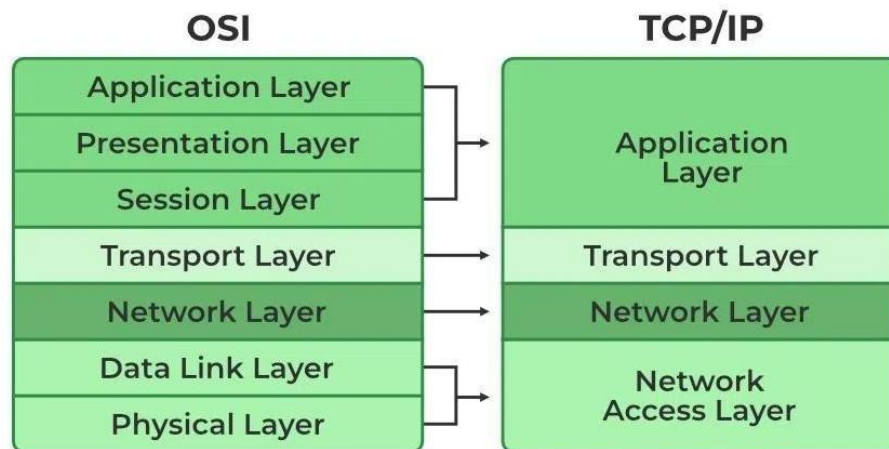 OSI
Application Layer
Presentation Layer
Session Layer
Transport Layer
Network Layer
Data Link Layer
Physical Layer
TCP/IP
Application
Layer
Transport Layer
Network Layer
Network
Access Layer